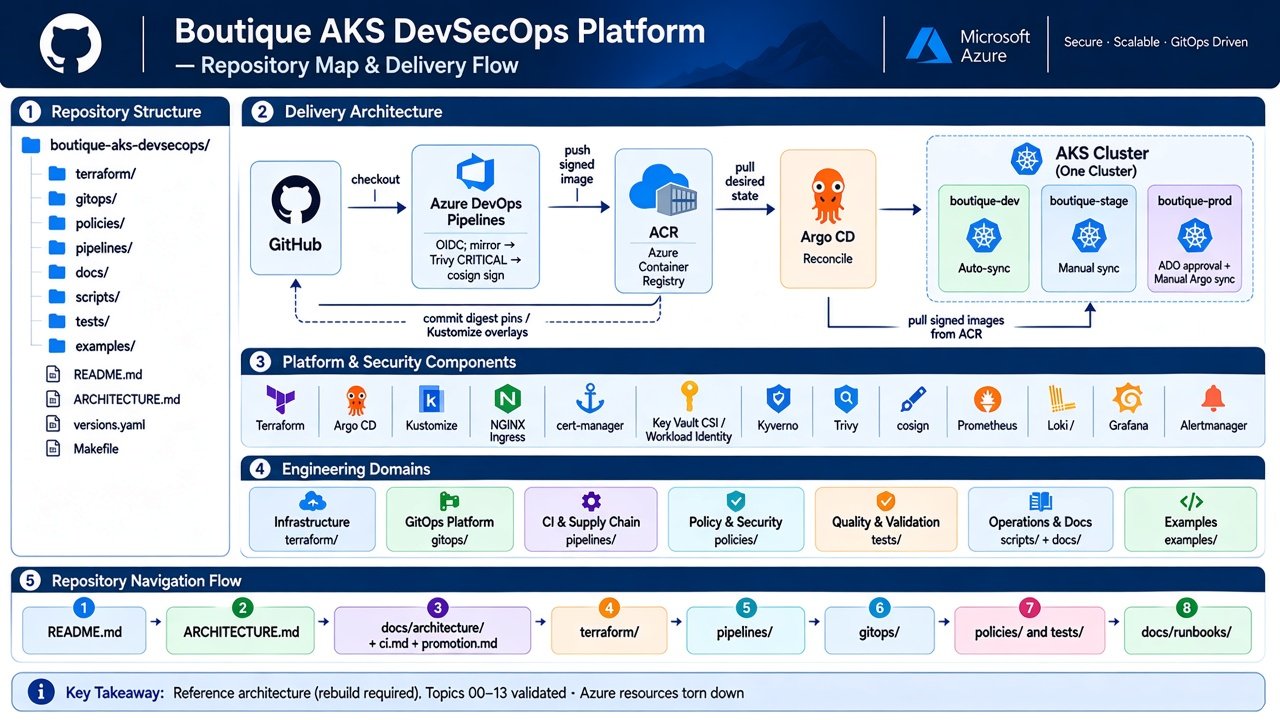 Boutique AKS DevSecOps Platform
— Repository Map & Delivery Flow
Microsoft
Azure
Secure · Scalable · GitOps Driven
1 Repository Structure
boutique-aks-devsecops/
terraform/
gitops/
policies/
pipelines/
docs/
scripts/
tests/
examples/
README.md
ARCHITECTURE.md
versions.yaml
Makefile
2 Delivery Architecture
GitHub
checkout
Azure DevOps
Pipelines
OIDC; mirror →
Trivy CRITICAL →
cosign sign
push
signed
image
ACR
Azure
Container
Registry
pull
desired
state
Argo CD
Reconcile
AKS Cluster
(One Cluster)
boutique-dev
Auto-sync
boutique-stage
Manual sync
boutique-prod
ADO approval +
Manual Argo sync
commit digest pins /
Kustomize overlays
pull signed images
from ACR
3 Platform & Security Components
Terraform
Argo CD
K
Kustomize
N
NGINX
Ingress
cert-manager
Key Vault CSI /
Workload Identity
Kyverno
Trivy
cosign
Prometheus
Loki /
Grafana
Alertmanager
4 Engineering Domains
Infrastructure
terraform/
GitOps Platform
gitops/
CI & Supply Chain
pipelines/
Policy & Security
policies/
Quality & Validation
tests/
Operations & Docs
scripts/ + docs/
</>
Examples
examples/
5 Repository Navigation Flow
1
README.md
2
ARCHITECTURE.md
3
docs/architecture/
+ ci.md + promotion.md
4
terraform/
5
pipelines/
6
gitops/
7
policies/ and tests/
8
docs/runbooks/
i Key Takeaway: Reference architecture (rebuild required), Topics 00–13 validated · Azure resources torn down